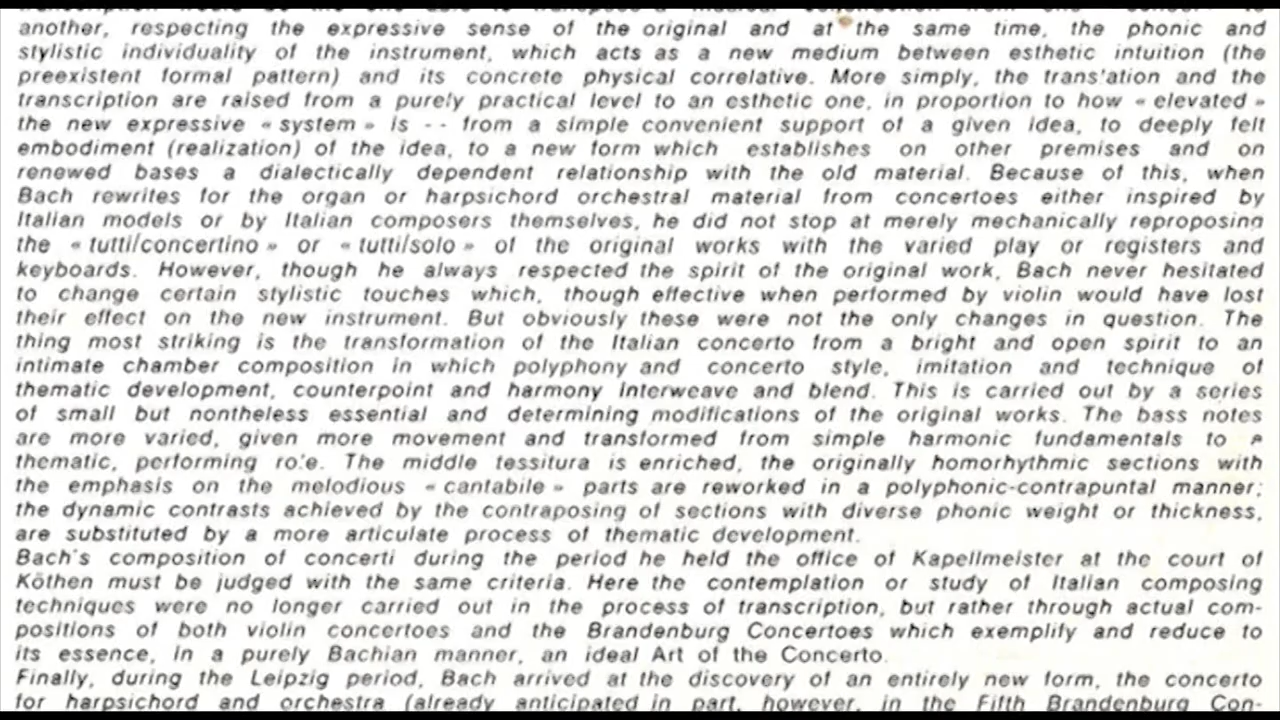 another, respecting the expressive sense of the original and at the same time, the phonic and
stylistic individuality of the instrument, which acts as a new medium between esthetic intuition (the
preexistent formal pattern) and its concrete physical correlative. More simply, the trans'ation and the
transcription are raised from a purely practical level to an esthetic one, in proportion to how « elevated »
the new expressive « system » is -- from a simple convenient support of a given idea, to deeply felt
embodiment (realization) of the idea, to a new form which establishes on other premises and on
renewed bases a dialectically dependent relationship with the old material. Because of this, when
Bach rewrites for the organ or harpsichord orchestral material from concertoes either inspired by
Italian models or by Italian composers themselves, he did not stop at merely mechanically reproposing
the « tutti/concertino » or « tutti/solo » of the original works with the varied play or registers and
keyboards. However, though he always respected the spirit of the original work, Bach never hesitated
to change certain stylistic touches which, though effective when performed by violin would have lost
their effect on the new instrument. But obviously these were not the only changes in question. The
thing most striking is the transformation of the Italian concerto from a bright and open spirit to an
intimate chamber composition in which polyphony and concerto style, imitation and technique of
thematic development, counterpoint and harmony interweave and blend. This is carried out by a series
of small but nontheless essential and determining modifications of the original works. The bass notes
are more varied, given more movement and transformed from simple harmonic fundamentals to a
thematic, performing ro'e. The middle tessitura is enriched, the originally homorhythmic sections with
the emphasis on the melodious « cantabile » parts are reworked in a polyphonic-contrapuntal manner;
the dynamic contrasts achieved by the contraposing of sections with diverse phonic weight or thickness,
are substituted by a more articulate process of thematic development.
Bach's composition of concerti during the period he held the office of Kapellmeister at the court of
Köthen must be judged with the same criteria. Here the contemplation or study of Italian composing
techniques were no longer carried out in the process of transcription, but rather through actual com-
positions of both violin concertoes and the Brandenburg Concertoes which exemplify and reduce to
its essence, in a purely Bachian manner, an ideal Art of the Concerto.
Finally, during the Leipzig period, Bach arrived at the discovery of an entirely new form, the concerto
for harpsichord and orchestra (already anticipated in part, however, in the Fifth Brandenburg Con-